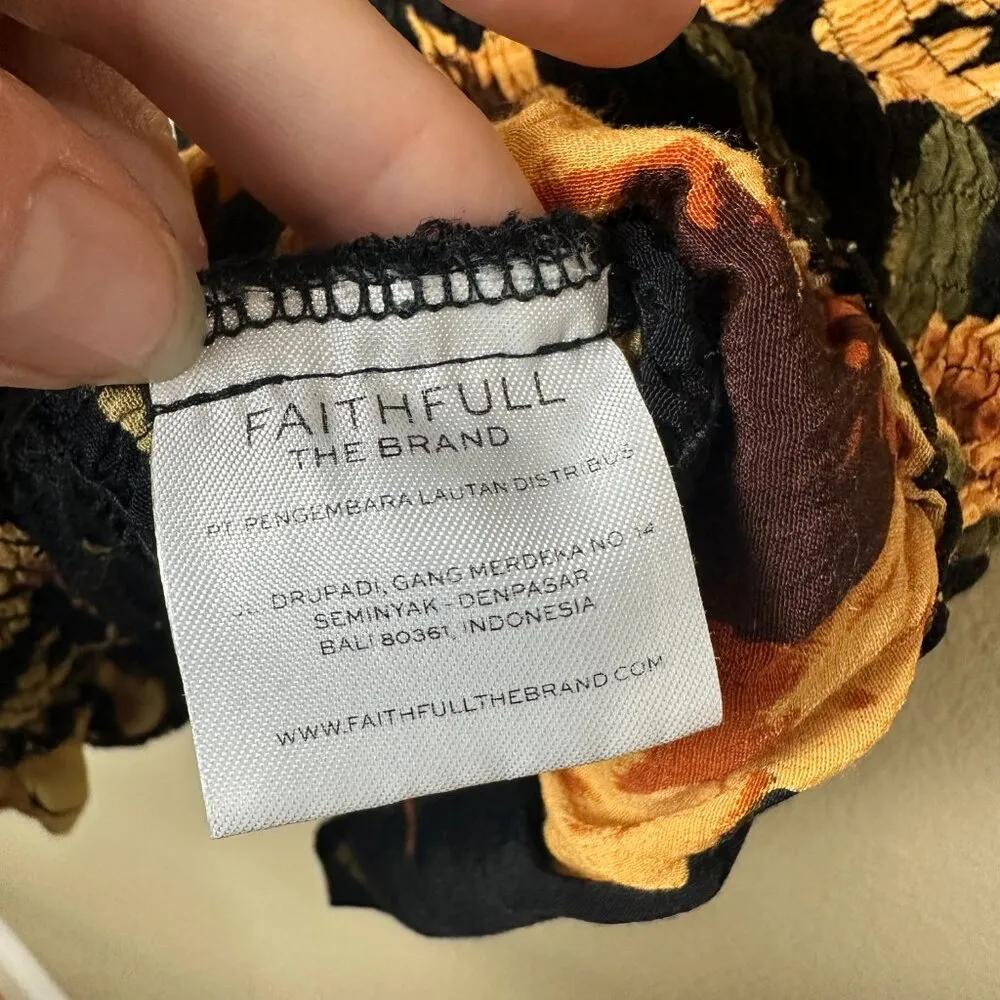 FAITHFULL
THE BRAND
PT. PENGEMBARA LAUTAN DISTRIBUS
DRUPADI, GANG MERDEKA NO 14
SEMINYAK - DENPASAR
BALI 80361, INDONESIA
WWW.FAITHFULLTHEBRAND.COM